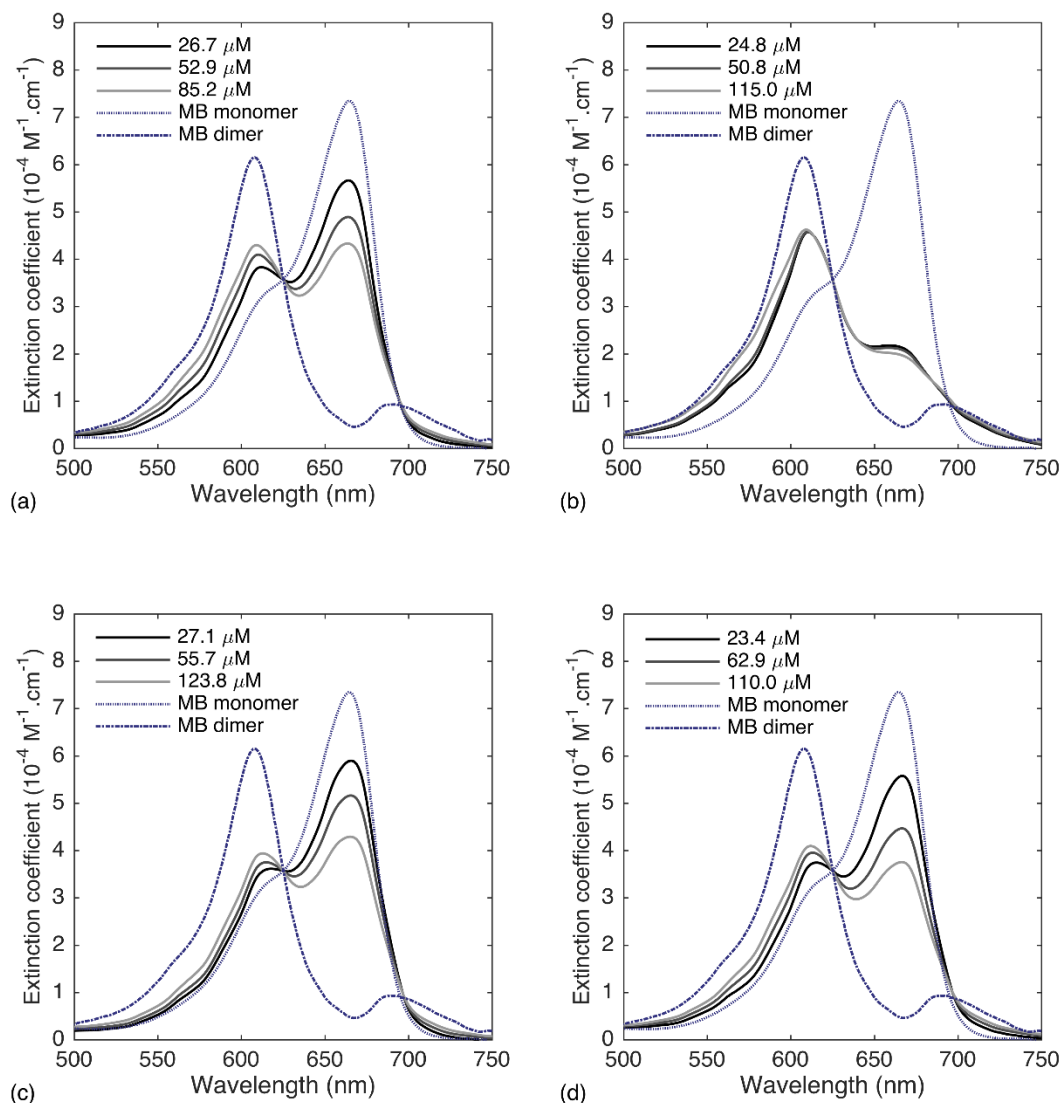 9
8
7
6
5
4
3
2
1
0
Extinction coefficient (10⁻⁴ M⁻¹.cm⁻¹)
26.7 μM
52.9 μM
85.2 μM
MB monomer
MB dimer
500 550 600 650 700 750
Wavelength (nm)
(a)
9
8
7
6
5
4
3
2
1
0
Extinction coefficient (10⁻⁴ M⁻¹.cm⁻¹)
24.8 μM
50.8 μM
115.0 μM
MB monomer
MB dimer
500 550 600 650 700 750
Wavelength (nm)
(b)
9
8
7
6
5
4
3
2
1
0
Extinction coefficient (10⁻⁴ M⁻¹.cm⁻¹)
27.1 μM
55.7 μM
123.8 μM
MB monomer
MB dimer
500 550 600 650 700 750
Wavelength (nm)
(c)
9
8
7
6
5
4
3
2
1
0
Extinction coefficient (10⁻⁴ M⁻¹.cm⁻¹)
23.4 μM
62.9 μM
110.0 μM
MB monomer
MB dimer
500 550 600 650 700 750
Wavelength (nm)
(d)